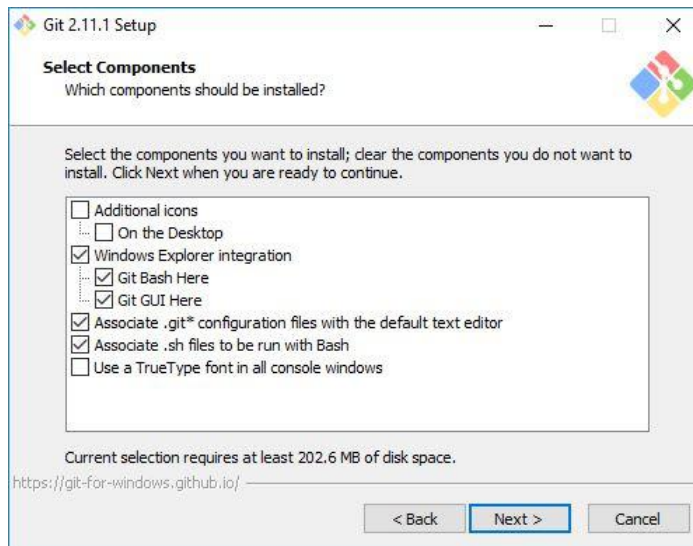 Git 2.11.1 Setup
Select Components
Which components should be installed?
Select the components you want to install; clear the components you do not want to
install. Click Next when you are ready to continue.
Additional icons
On the Desktop
Windows Explorer integration
Git Bash Here
Git GUI Here
Associate .git* configuration files with the default text editor
Associate .sh files to be run with Bash
Use a TrueType font in all console windows
Current selection requires at least 202.6 MB of disk space.
https://git-for-windows.github.io/
< Back
Next >
Cancel